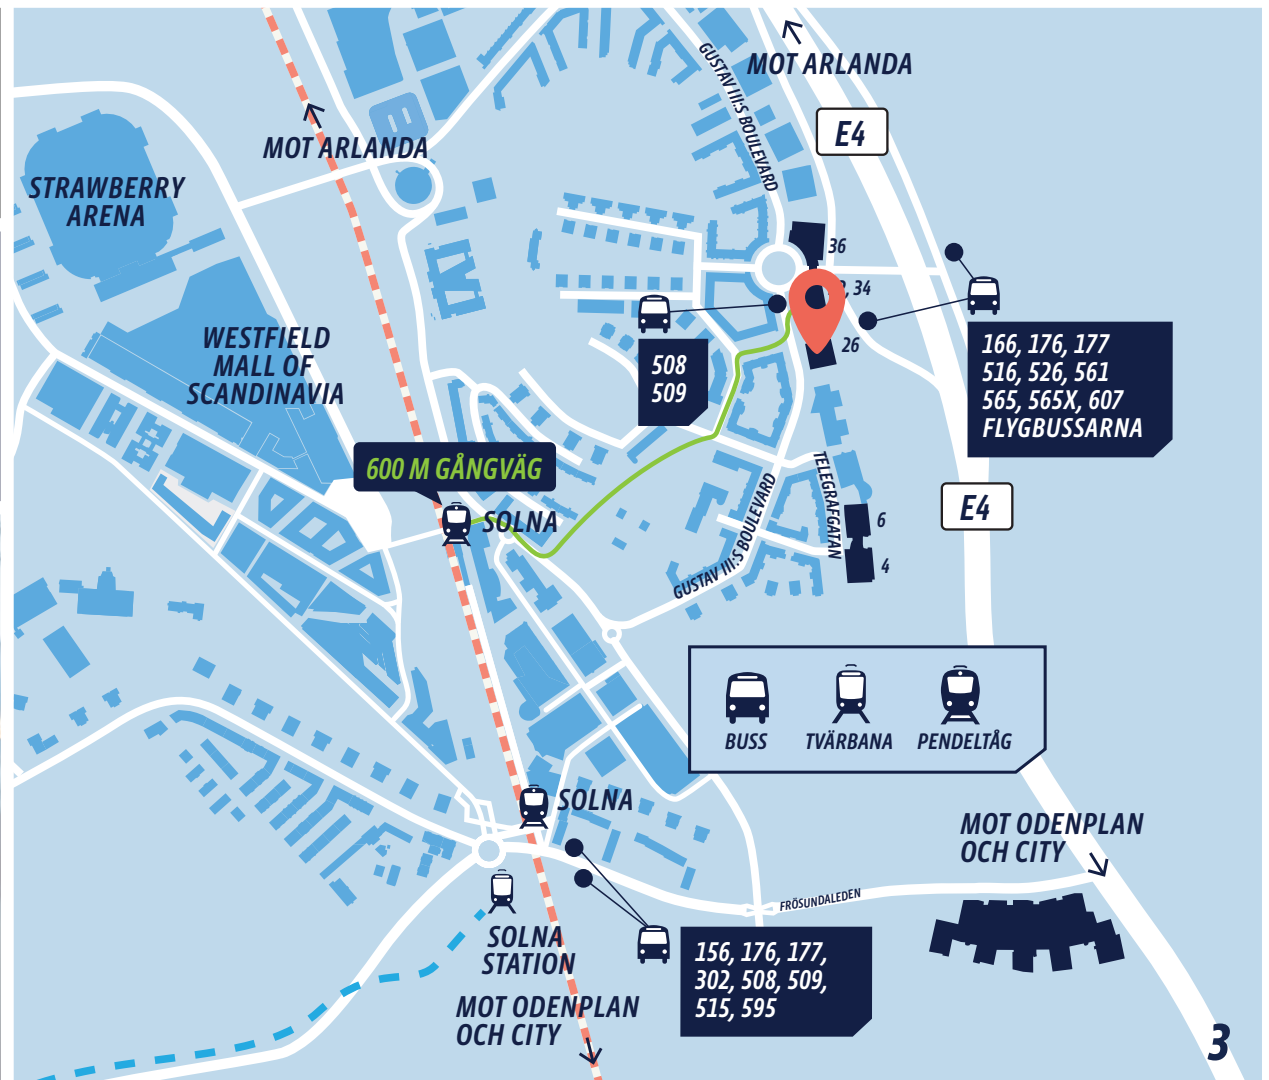 MOT ARLANDA
E4
GUSTAV III:S BOULEVARD
MOT ARLANDA
STRAWBERRY
ARENA
36
34
26
WESTFIELD
MALL OF
SCANDINAVIA
508
509
166, 176, 177
516, 526, 561
565, 565X, 607
FLYGBUSSARNA
600 M GÅNGVÄG
SOLNA
TELEGRAFGATAN
E4
6
4
GUSTAV III:S BOULEVARD
BUSS
TVÄRBANA
PENDELTÅG
SOLNA
MOT ODENPLAN
OCH CITY
FRÖSUNDALEDEN
SOLNA
STATION
156, 176, 177,
302, 508, 509,
515, 595
MOT ODENPLAN
OCH CITY
3